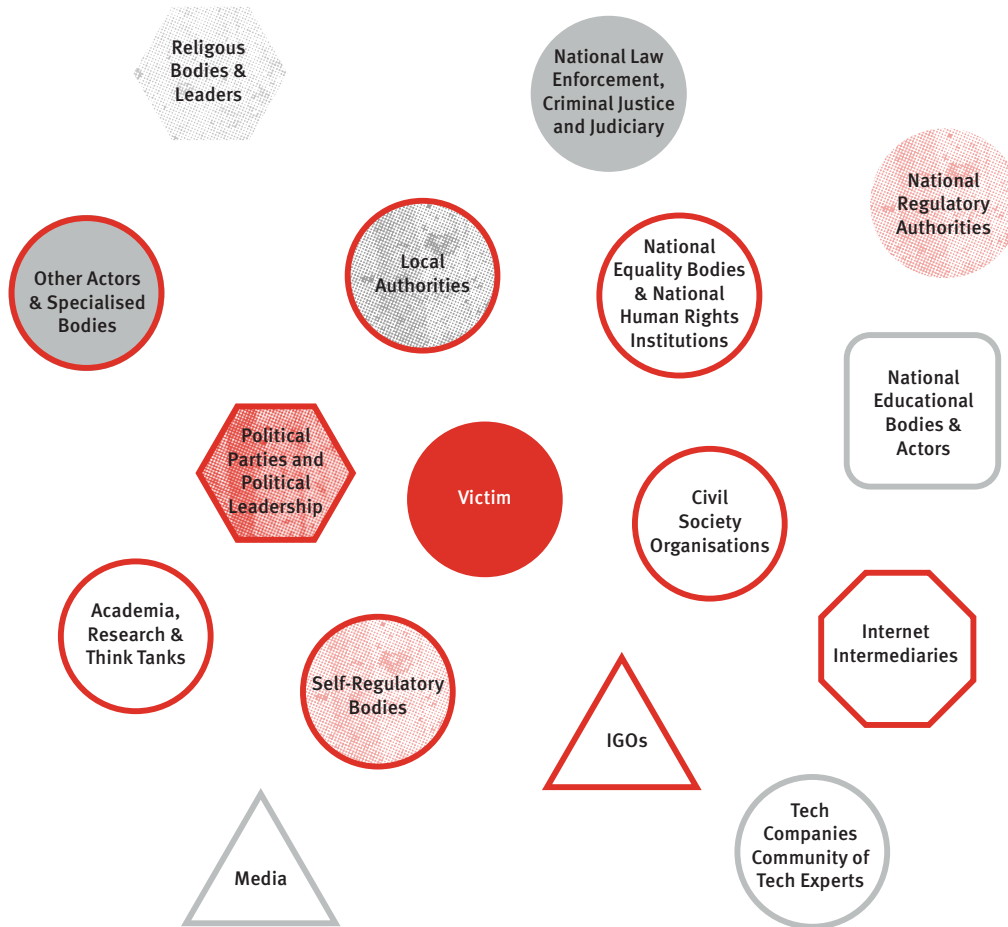 Religous
Bodies &
Leaders
National Law
Enforcement,
Criminal Justice
and Judiciary
National
Regulatory
Authorities
Other Actors
& Specialised
Bodies
Local
Authorities
National
Equality Bodies
& National
Human Rights
Institutions
National
Educational
Bodies &
Actors
Political
Parties and
Political
Leadership
Victim
Civil
Society
Organisations
Academia,
Research &
Think Tanks
Self-Regulatory
Bodies
IGOs
Internet
Intermediaries
Media
Tech
Companies
Community of
Tech Experts